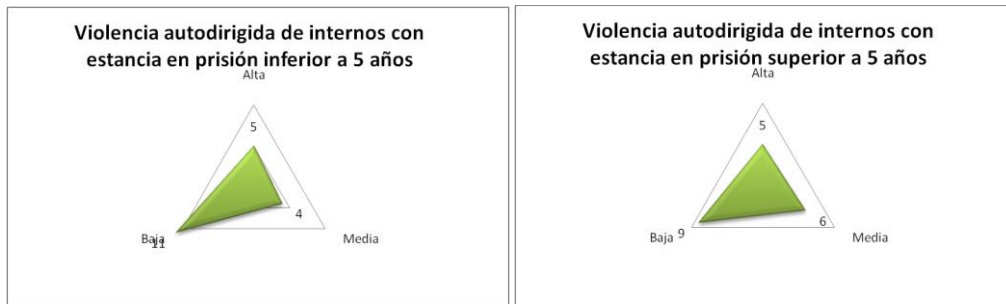 Violencia autodirigida de internos con
estancia en prisión inferior a 5 años
Alta
5
4
Baja
11
Media
Violencia autodirigida de internos con
estancia en prisión superior a 5 años
Alta
5
6
Baja
9
Media